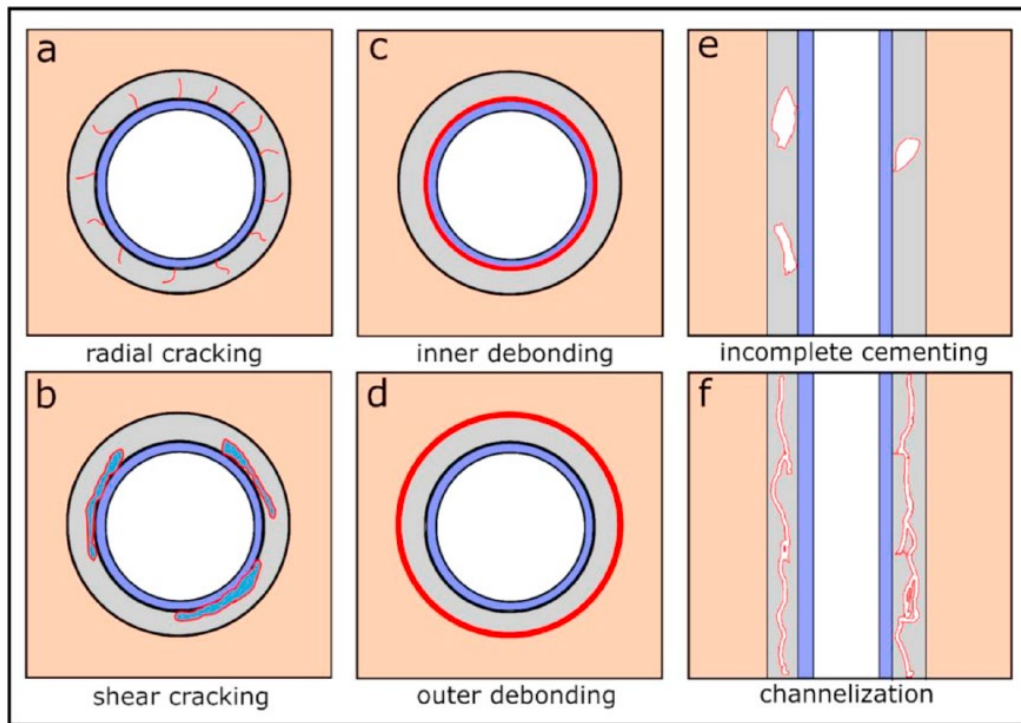 a
radial cracking
c
inner debonding
e
incomplete cementing
b
shear cracking
d
outer debonding
f
channelization